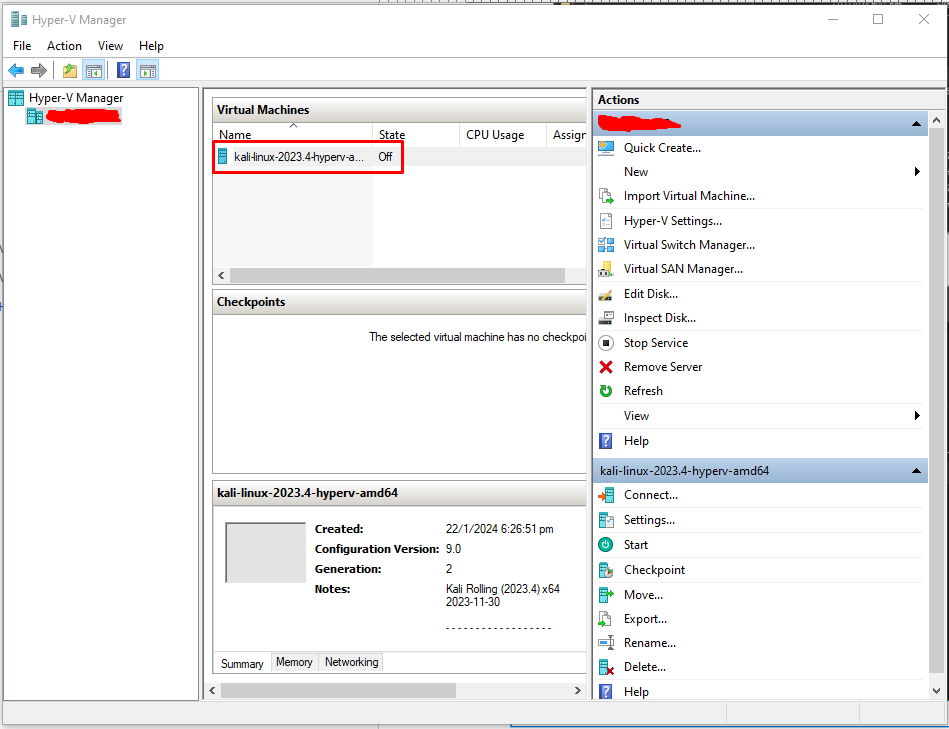 Hyper-V Manager
File Action View Help
Hyper-V Manager
Virtual Machines
Name State CPU Usage Assign
kali-linux-2023.4-hyperv-a... Off
Checkpoints
The selected virtual machine has no checkpoi
kali-linux-2023.4-hyperv-amd64
Created: 22/1/2024 6:26:51 pm
Configuration Version: 9.0
Generation: 2
Notes: Kali Rolling (2023.4) x64
2023-11-30
- - - - - - - - - - - - - - - - - -
Summary Memory Networking
Actions
Quick Create...
New
Import Virtual Machine...
Hyper-V Settings...
Virtual Switch Manager...
Virtual SAN Manager...
Edit Disk...
Inspect Disk...
Stop Service
Remove Server
Refresh
View
Help
kali-linux-2023.4-hyperv-amd64
Connect...
Settings...
Start
Checkpoint
Move...
Export...
Rename...
Delete...
Help